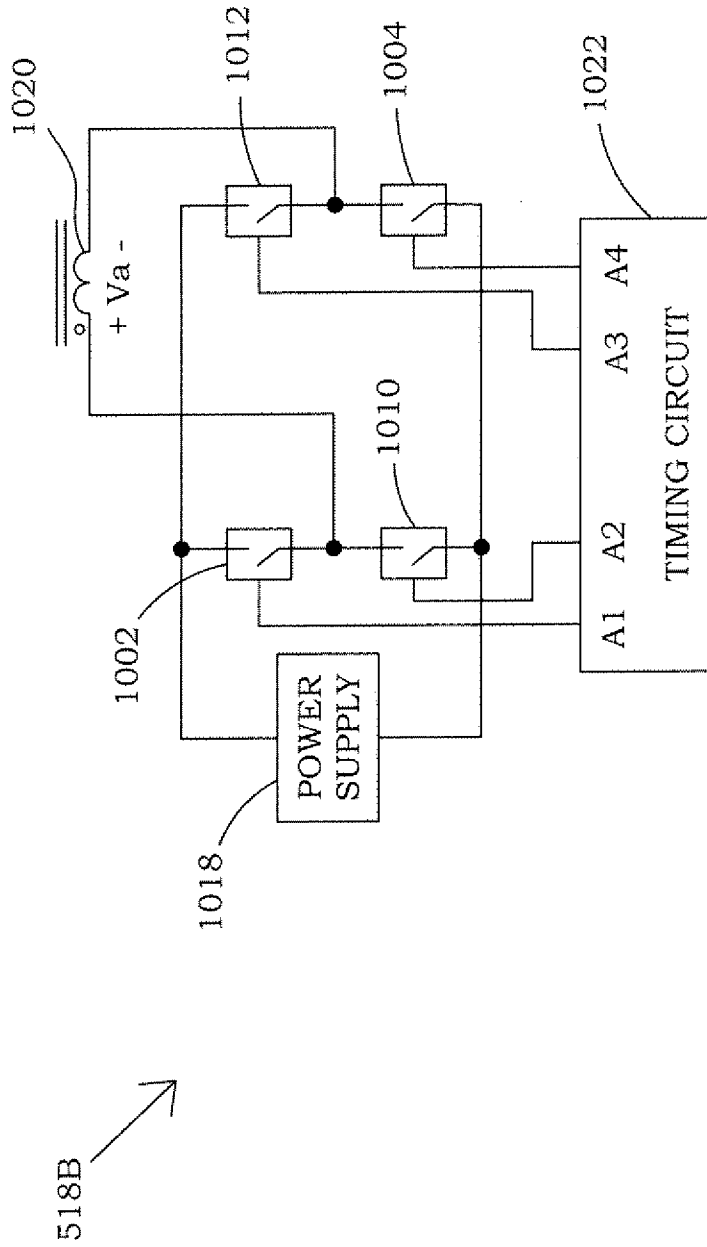 518B
1020
+ Va -
1012
1004
1002
1010
1018
POWER
SUPPLY
1022
A1
A2
A3
A4
TIMING CIRCUIT